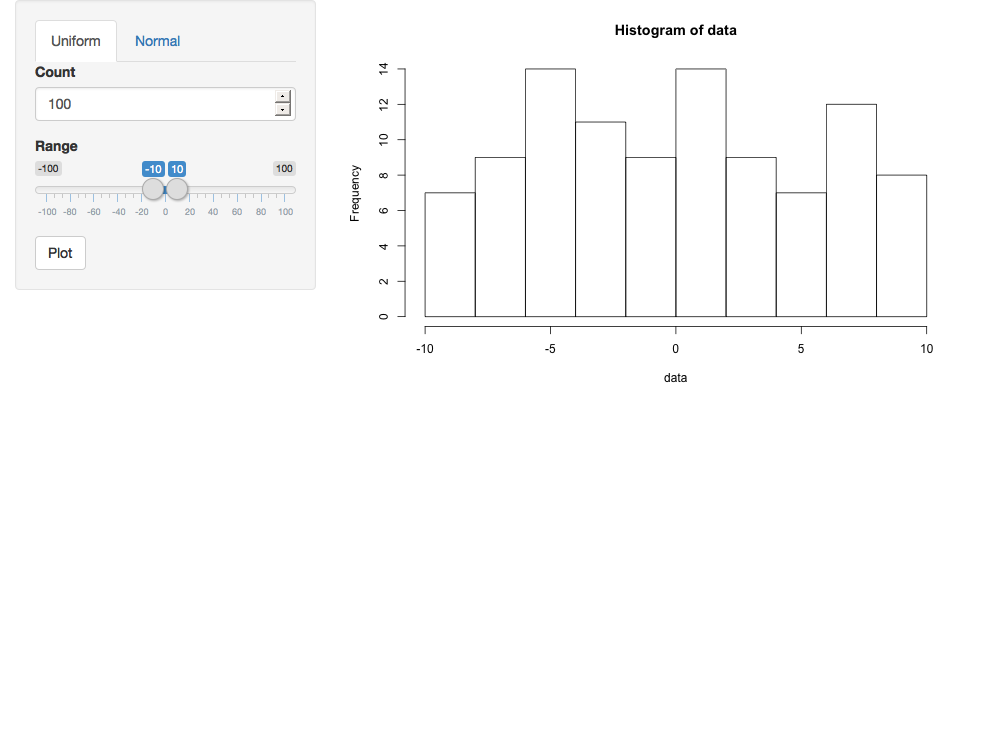 Uniform Normal
Count
100
Range
-100 -10 10 100
-100 -80 -60 -40 -20 0 20 40 60 80 100
Plot
Histogram of data
Frequency
14
12
10
8
6
4
2
0
-10 -5 0 5 10
data